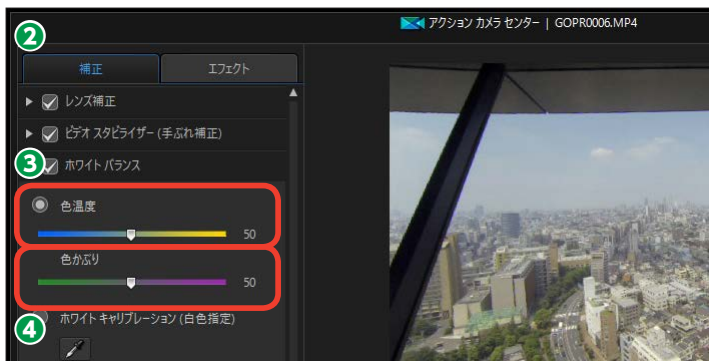 ②
アクション カメラ センター | GOPR0006.MP4
補正 エフェクト
レンズ補正
ビデオ スタビライザー (手ぶれ補正)
③ ホワイト バランス
色温度
50
色かぶり
50
④ ホワイト キャリブレーション (白色指定)